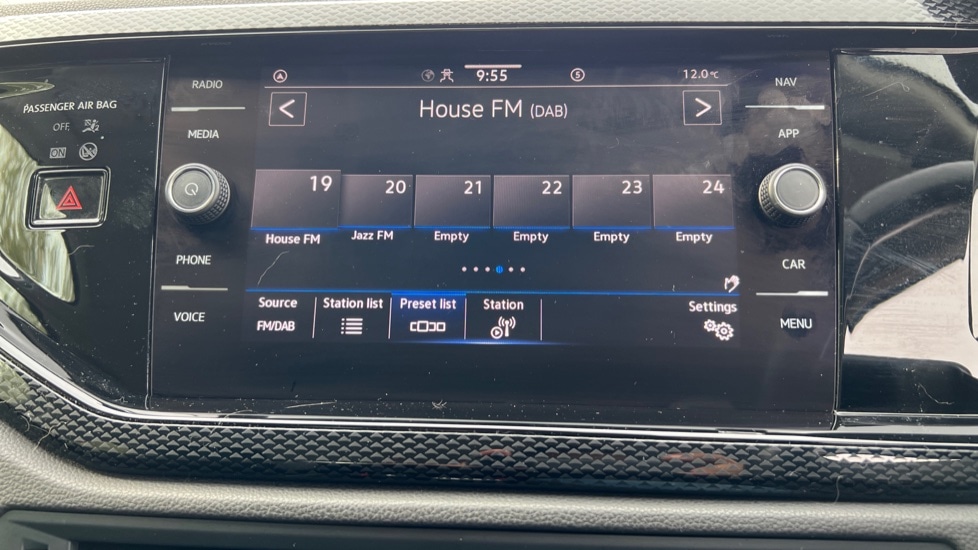 PASSENGER AIR BAG
OFF
ON
RADIO
MEDIA
PHONE
VOICE
9:55
S
12.0°C
< House FM (DAB) >
19 20 21 22 23 24
House FM Jazz FM Empty Empty Empty Empty
Source Station list Preset list Station Settings
FM/DAB
NAV
APP
CAR
MENU